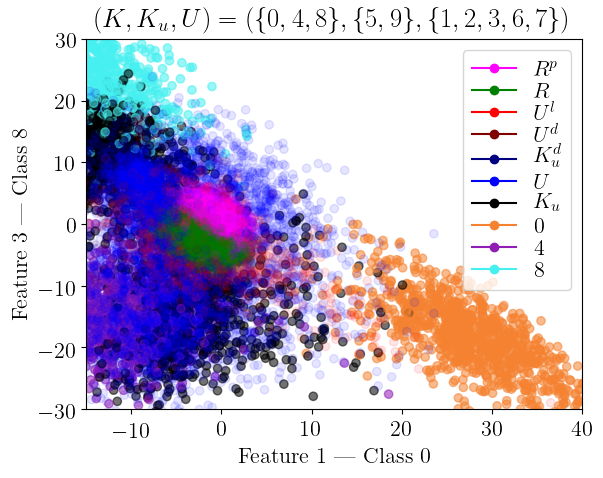 (K, K_u, U) = ({0, 4, 8}, {5, 9}, {1, 2, 3, 6, 7})
30
20
10
0
−10
−20
−30
Feature 3 — Class 8
R^p
R
U^l
U^d
K_u^d
U
K_u
0
4
8
−10
0
10
20
30
40
Feature 1 — Class 0